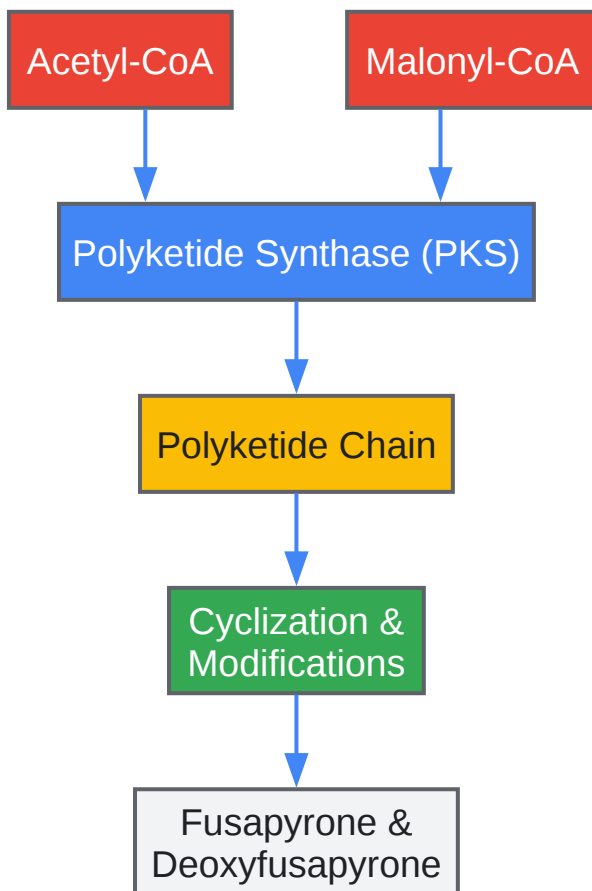 Acetyl-CoA
Malonyl-CoA
Polyketide Synthase (PKS)
Polyketide Chain
Cyclization &
Modifications
Fusapyrone &
Deoxyfusapyrone